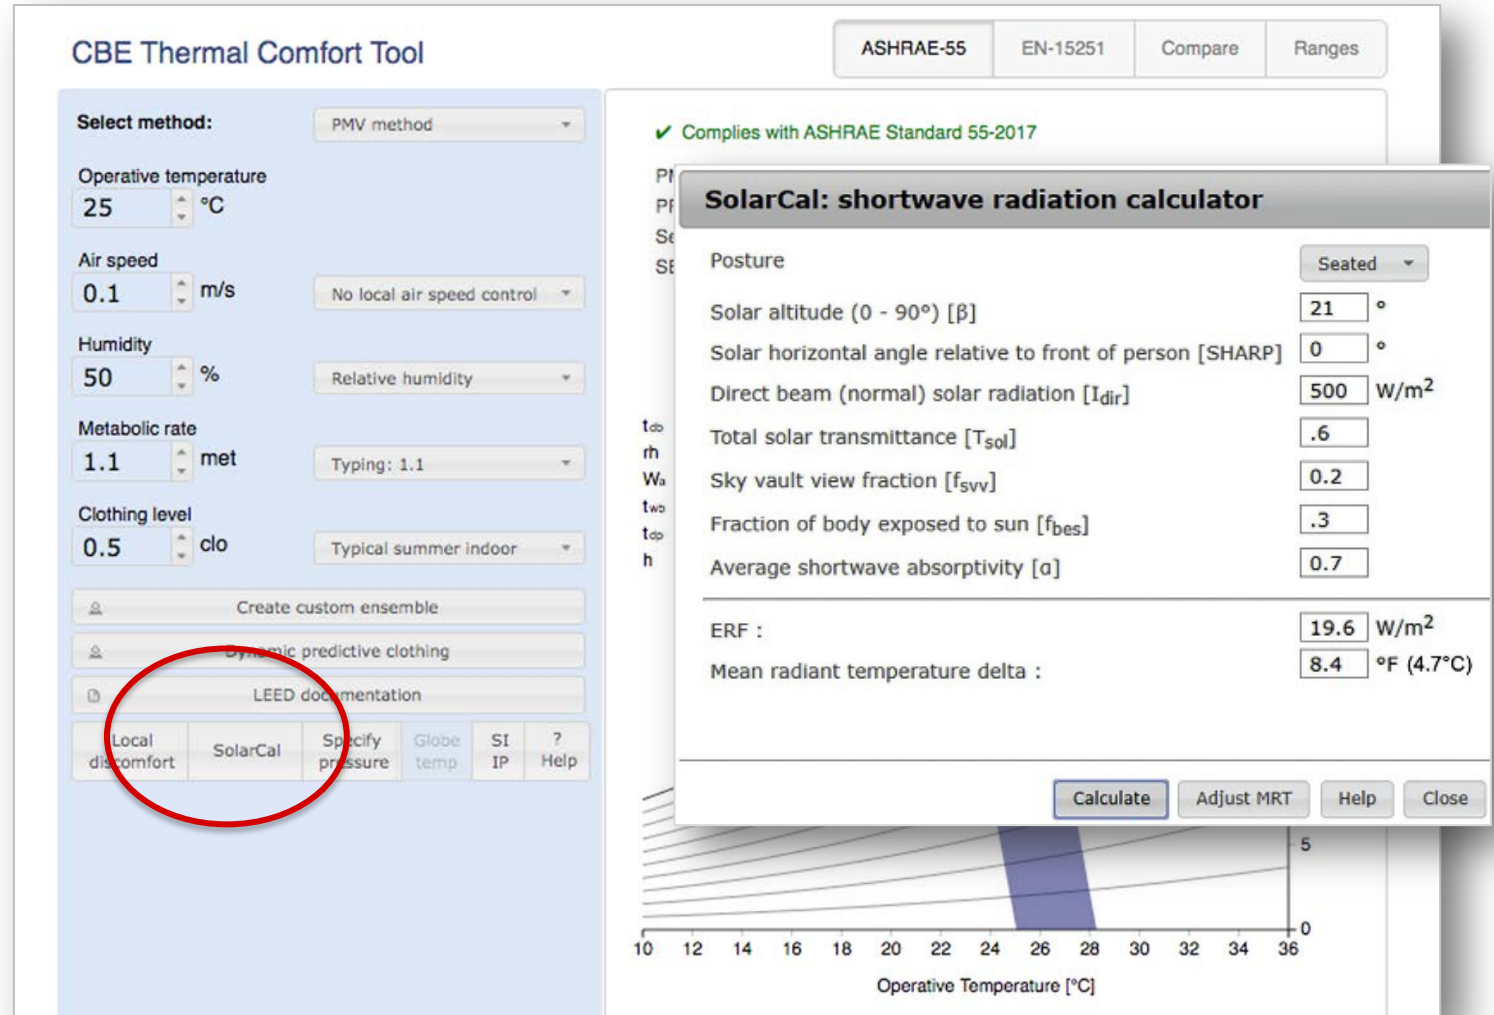 CBE Thermal Comfort Tool
ASHRAE-55 EN-15251 Compare Ranges
Select method: PMV method
Operative temperature
25 °C
Air speed
0.1 m/s No local air speed control
Humidity
50 % Relative humidity
Metabolic rate
1.1 met Typing: 1.1
Clothing level
0.5 clo Typical summer indoor
Create custom ensemble
Dynamic predictive clothing
LEED documentation
Local discomfort SolarCal Specify pressure Globe temp SI IP ? Help
✔ Complies with ASHRAE Standard 55-2017
SolarCal: shortwave radiation calculator
Posture Seated
Solar altitude (0 - 90°) [β] 21 °
Solar horizontal angle relative to front of person [SHARP] 0 °
Direct beam (normal) solar radiation [Idir] 500 W/m²
Total solar transmittance [Tsol] .6
Sky vault view fraction [fsvv] 0.2
Fraction of body exposed to sun [fbes] .3
Average shortwave absorptivity [α] 0.7
ERF : 19.6 W/m²
Mean radiant temperature delta : 8.4 °F (4.7°C)
Calculate Adjust MRT Help Close
tdb
rh
Wa
twb
tdp
h
5
0
10 12 14 16 18 20 22 24 26 28 30 32 34 36
Operative Temperature [°C]